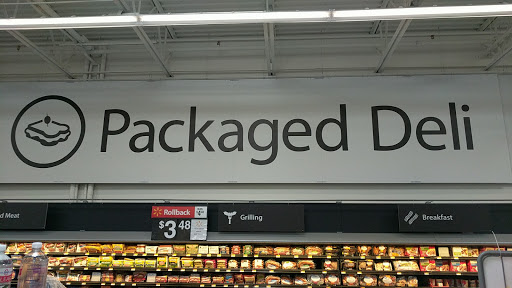 Packaged Deli
d Meat
Rollback
$3.48
Grilling
Breakfast